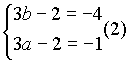 3b − 2 = −4
3a − 2 = −1
(2)